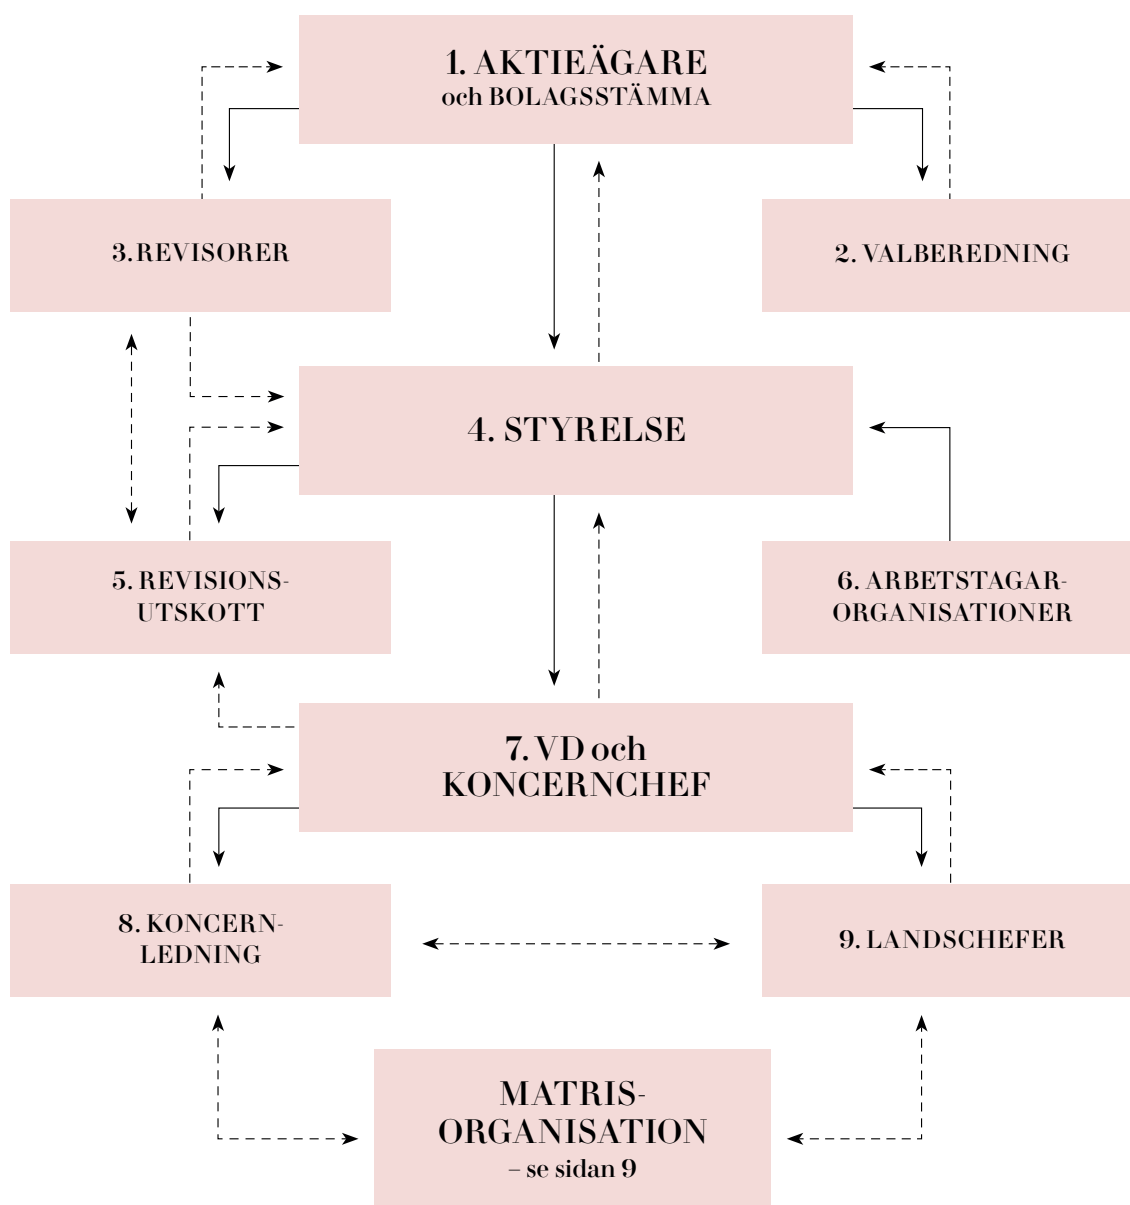 1. AKTIEÄGARE
och BOLAGSSTÄMMA
3. REVISORER
2. VALBEREDNING
4. STYRELSE
5. REVISIONS-
UTSKOTT
6. ARBETSTAGAR-
ORGANISATIONER
7. VD och
KONCERNCHEF
8. KONCERN-
LEDNING
9. LANDSCHEFER
MATRIS-
ORGANISATION
– se sidan 9